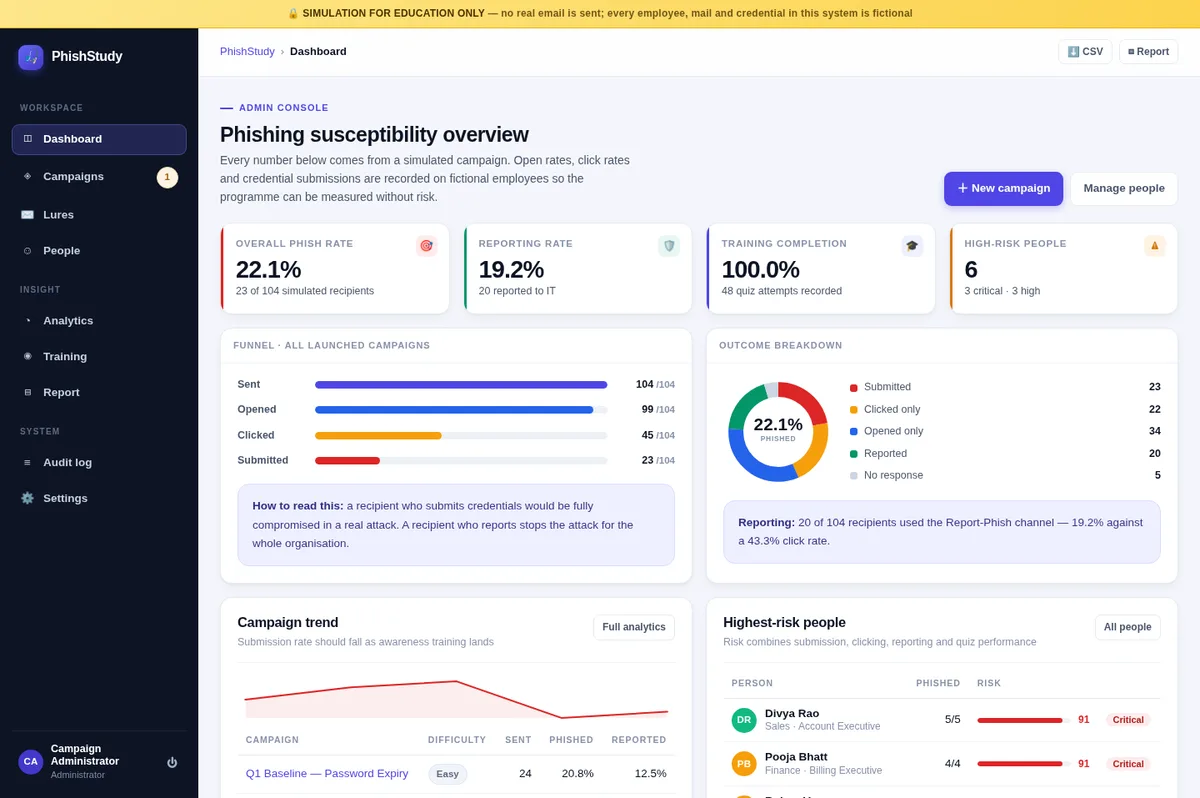 🔒 SIMULATION FOR EDUCATION ONLY — no real email is sent; every employee, mail and credential in this system is fictional
PhishStudy
WORKSPACE
Dashboard
Campaigns 1
Lures
People
INSIGHT
Analytics
Training
Report
SYSTEM
Audit log
Settings
CA
Campaign
Administrator
Administrator
PhishStudy › Dashboard
CSV
Report
— ADMIN CONSOLE
Phishing susceptibility overview
Every number below comes from a simulated campaign. Open rates, click rates
and credential submissions are recorded on fictional employees so the
programme can be measured without risk.
+ New campaign
Manage people
OVERALL PHISH RATE
22.1%
23 of 104 simulated recipients
REPORTING RATE
19.2%
20 reported to IT
TRAINING COMPLETION
100.0%
48 quiz attempts recorded
HIGH-RISK PEOPLE
6
3 critical · 3 high
FUNNEL · ALL LAUNCHED CAMPAIGNS
Sent 104 /104
Opened 99 /104
Clicked 45 /104
Submitted 23 /104
How to read this: a recipient who submits credentials would be fully
compromised in a real attack. A recipient who reports stops the attack for the
whole organisation.
OUTCOME BREAKDOWN
22.1%
PHISHED
Submitted 23
Clicked only 22
Opened only 34
Reported 20
No response 5
Reporting: 20 of 104 recipients used the Report-Phish channel — 19.2% against
a 43.3% click rate.
Campaign trend
Submission rate should fall as awareness training lands
Full analytics
CAMPAIGN DIFFICULTY SENT PHISHED REPORTED
Q1 Baseline — Password Expiry Easy 24 20.8% 12.5%
Highest-risk people
Risk combines submission, clicking, reporting and quiz performance
All people
PERSON PHISHED RISK
DR Divya Rao 5/5 91 Critical
Sales · Account Executive
PB Pooja Bhatt 4/4 91 Critical
Finance · Billing Executive